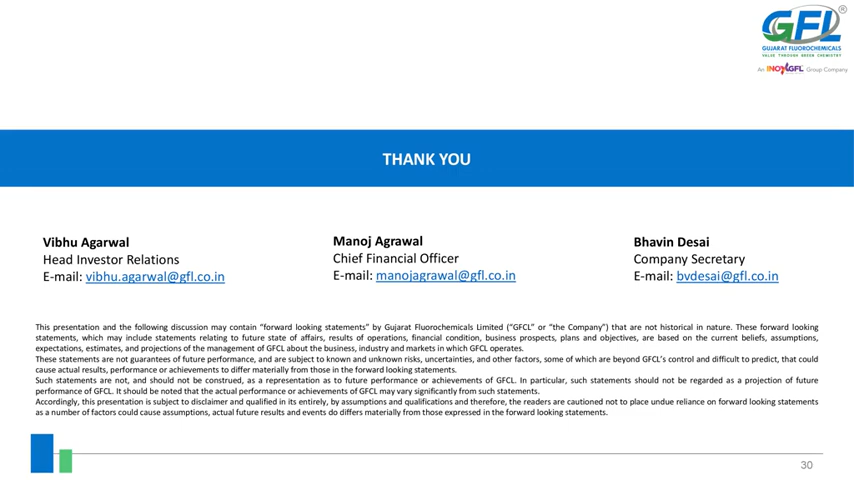 GFL®
GUJARAT FLUOROCHEMICALS
VALUE THROUGH GREEN CHEMISTRY
An INOXGFL Group Company
THANK YOU
Vibhu Agarwal
Head Investor Relations
E-mail: vibhu.agarwal@gfl.co.in
Manoj Agrawal
Chief Financial Officer
E-mail: manojagrawal@gfl.co.in
Bhavin Desai
Company Secretary
E-mail: bvdesai@gfl.co.in
This presentation and the following discussion may contain “forward looking statements” by Gujarat Fluorochemicals Limited (“GFCL” or “the Company”) that are not historical in nature. These forward looking
statements, which may include statements relating to future state of affairs, results of operations, financial condition, business prospects, plans and objectives, are based on the current beliefs, assumptions,
expectations, estimates, and projections of the management of GFCL about the business, industry and markets in which GFCL operates.
These statements are not guarantees of future performance, and are subject to known and unknown risks, uncertainties, and other factors, some of which are beyond GFCL’s control and difficult to predict, that could
cause actual results, performance or achievements to differ materially from those in the forward looking statements.
Such statements are not, and should not be construed, as a representation as to future performance or achievements of GFCL. In particular, such statements should not be regarded as a projection of future
performance of GFCL. It should be noted that the actual performance or achievements of GFCL may vary significantly from such statements.
Accordingly, this presentation is subject to disclaimer and qualified in its entirely, by assumptions and qualifications and therefore, the readers are cautioned not to place undue reliance on forward looking statements
as a number of factors could cause assumptions, actual future results and events do differs materially from those expressed in the forward looking statements.
30